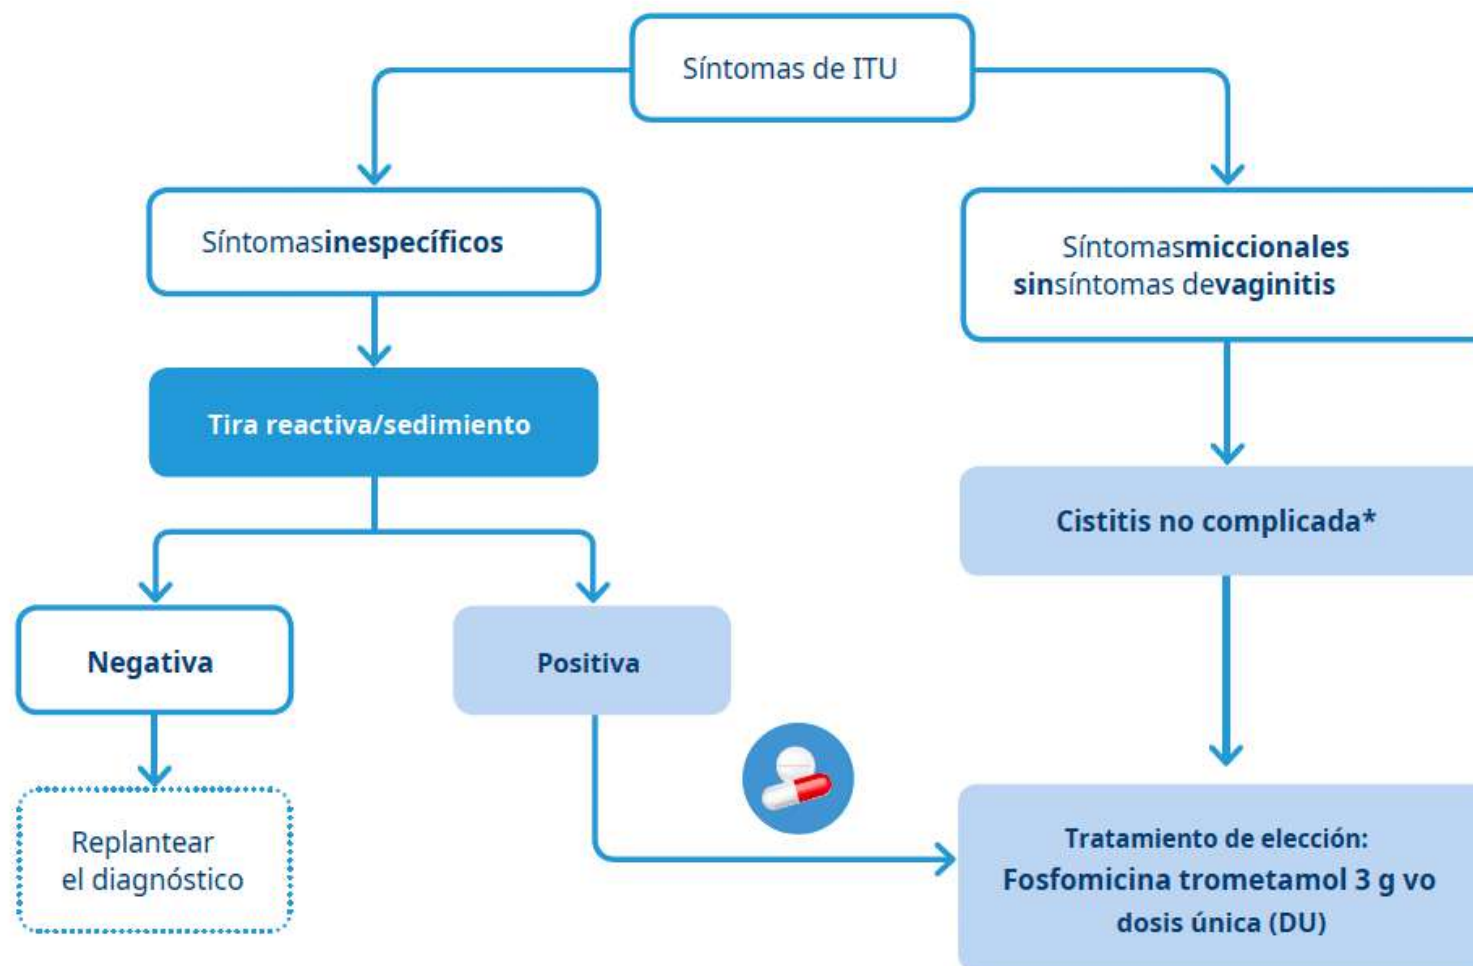 Síntomas de ITU
Síntomasinespecíficos
Síntomasmiccionales
sinsíntomas devaginitis
Tira reactiva/sedimiento
Cistitis no complicada*
Negativa
Positiva
Replantear
el diagnóstico
Tratamiento de elección:
Fosfomicina trometamol 3 g vo
dosis única (DU)